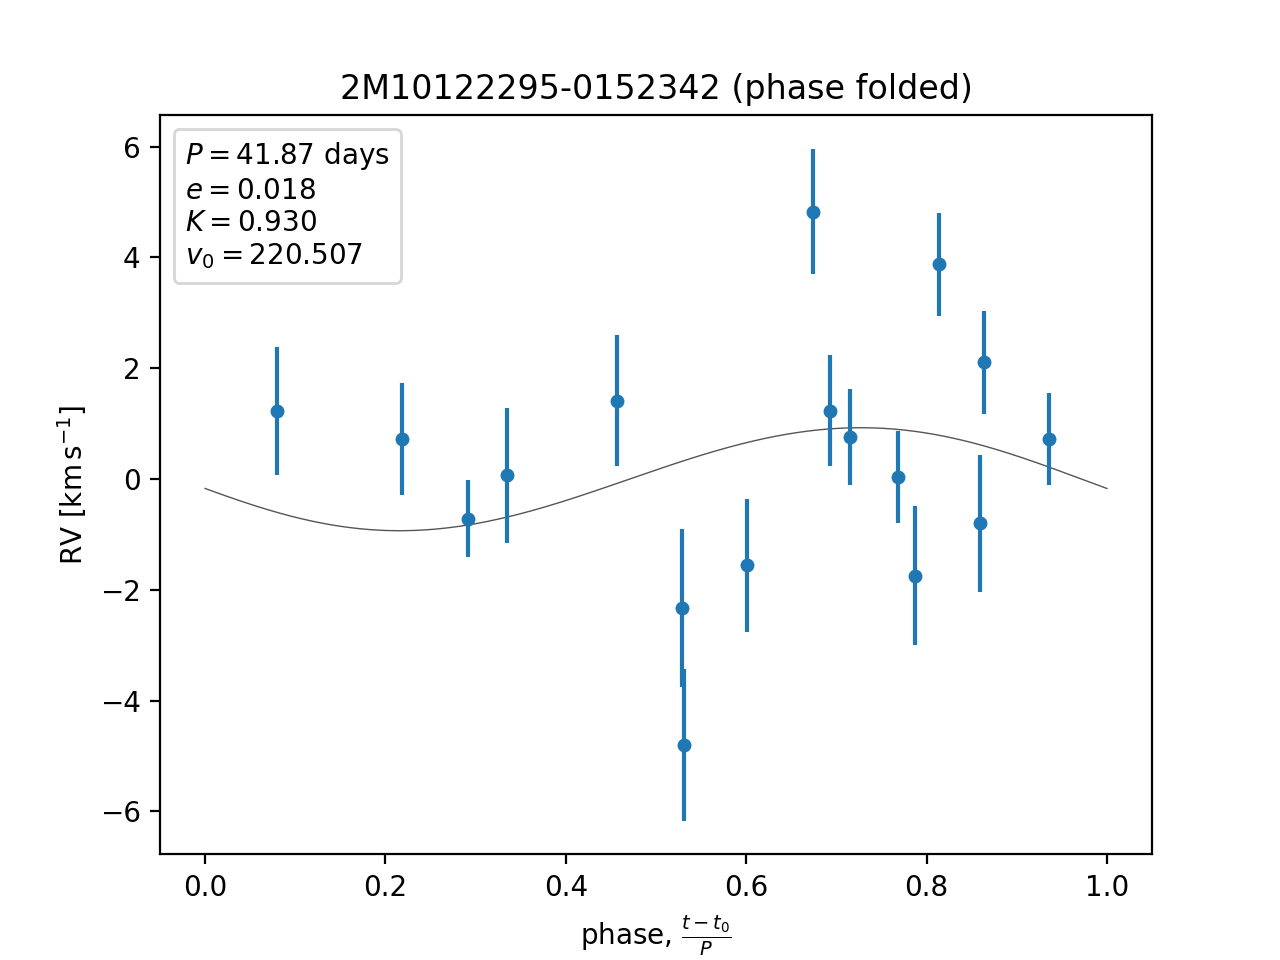 2M10122295-0152342 (phase folded)
P = 41.87 days
e = 0.018
K = 0.930
v₀ = 220.507
RV [km s⁻¹]
6
4
2
0
−2
−4
−6
0.0 0.2 0.4 0.6 0.8 1.0
phase, (t − t₀)/P